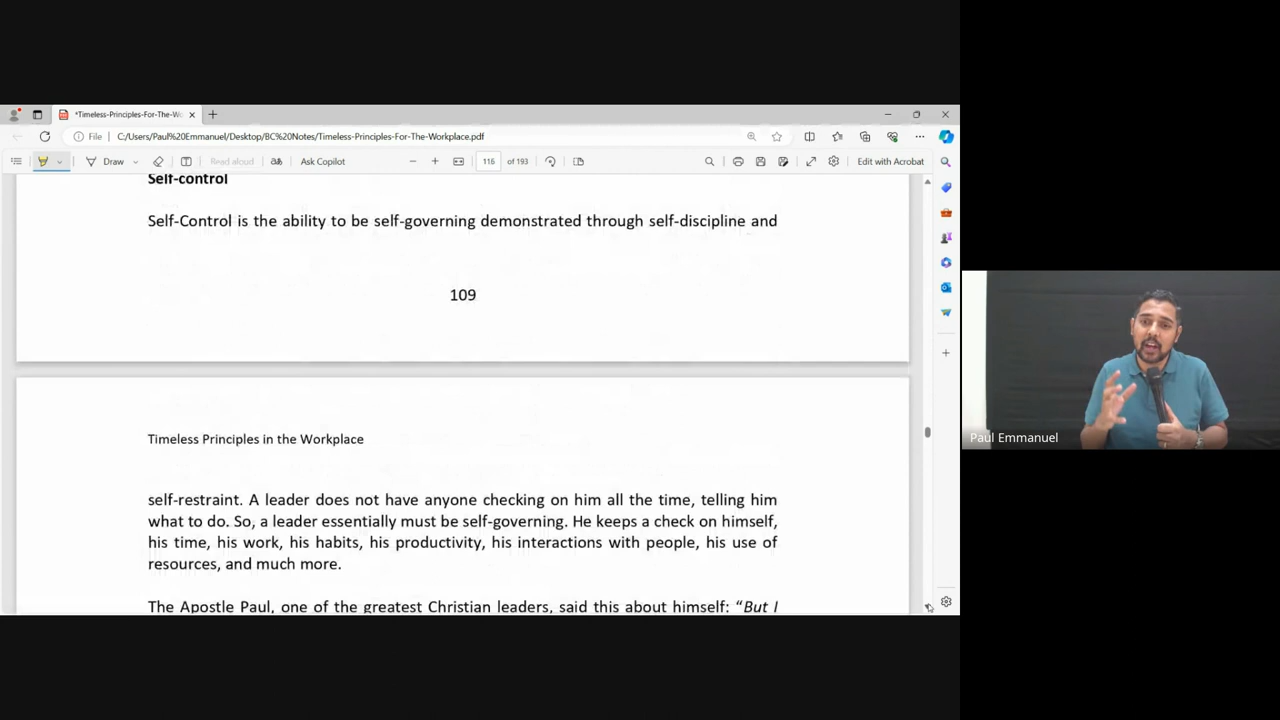 *Timeless-Principles-For-The-Wo
File
C:/Users/Paul%20Emmanuel/Desktop/BC%20Notes/Timeless-Principles-For-The-Workplace.pdf
Draw
Read aloud
Ask Copilot
116 of 193
Edit with Acrobat
Self-control
Self-Control is the ability to be self-governing demonstrated through self-discipline and
109
Timeless Principles in the Workplace
self-restraint. A leader does not have anyone checking on him all the time, telling him
what to do. So, a leader essentially must be self-governing. He keeps a check on himself,
his time, his work, his habits, his productivity, his interactions with people, his use of
resources, and much more.
The Apostle Paul, one of the greatest Christian leaders, said this about himself: “But I
Paul Emmanuel